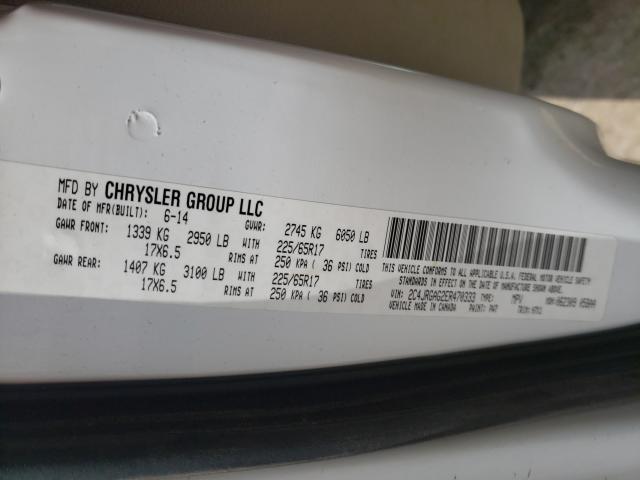 MFD BY CHRYSLER GROUP LLC
DATE OF MFR(BUILT): 6-14 GVWR: 2745 KG 6050 LB
GAWR FRONT: 1339 KG 2950 LB WITH 225/65R17 TIRES
17X6.5 RIMS AT 250 KPA ( 36 PSI) COLD
GAWR REAR: 1407 KG 3100 LB WITH 225/65R17 TIRES
17X6.5 RIMS AT 250 KPA ( 36 PSI) COLD
THIS VEHICLE CONFORMS TO ALL APPLICABLE U.S.A. FEDERAL MOTOR VEHICLE SAFETY
STANDARDS IN EFFECT ON THE DATE OF MANUFACTURE SHOWN ABOVE.
VIN: 2C4JRGAG2ER470333 TYPE: MPV
VEHICLE MADE IN CANADA PAINT: PW7 TRIM: